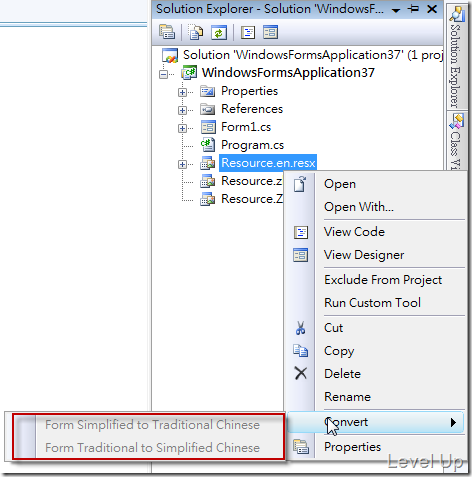 Solution Explorer - Solution 'WindowsF...
Solution 'WindowsFormsApplication37' (1 proj
WindowsFormsApplication37
Properties
References
Form1.cs
Program.cs
Resource.en.resx
Resource.z
Resource.Z
Open
Open With...
View Code
View Designer
Exclude From Project
Run Custom Tool
Cut
Copy
Delete
Rename
Convert
Properties
Form Simplified to Traditional Chinese
Form Traditional to Simplified Chinese
Solution Explorer
Class Vi
Level Up